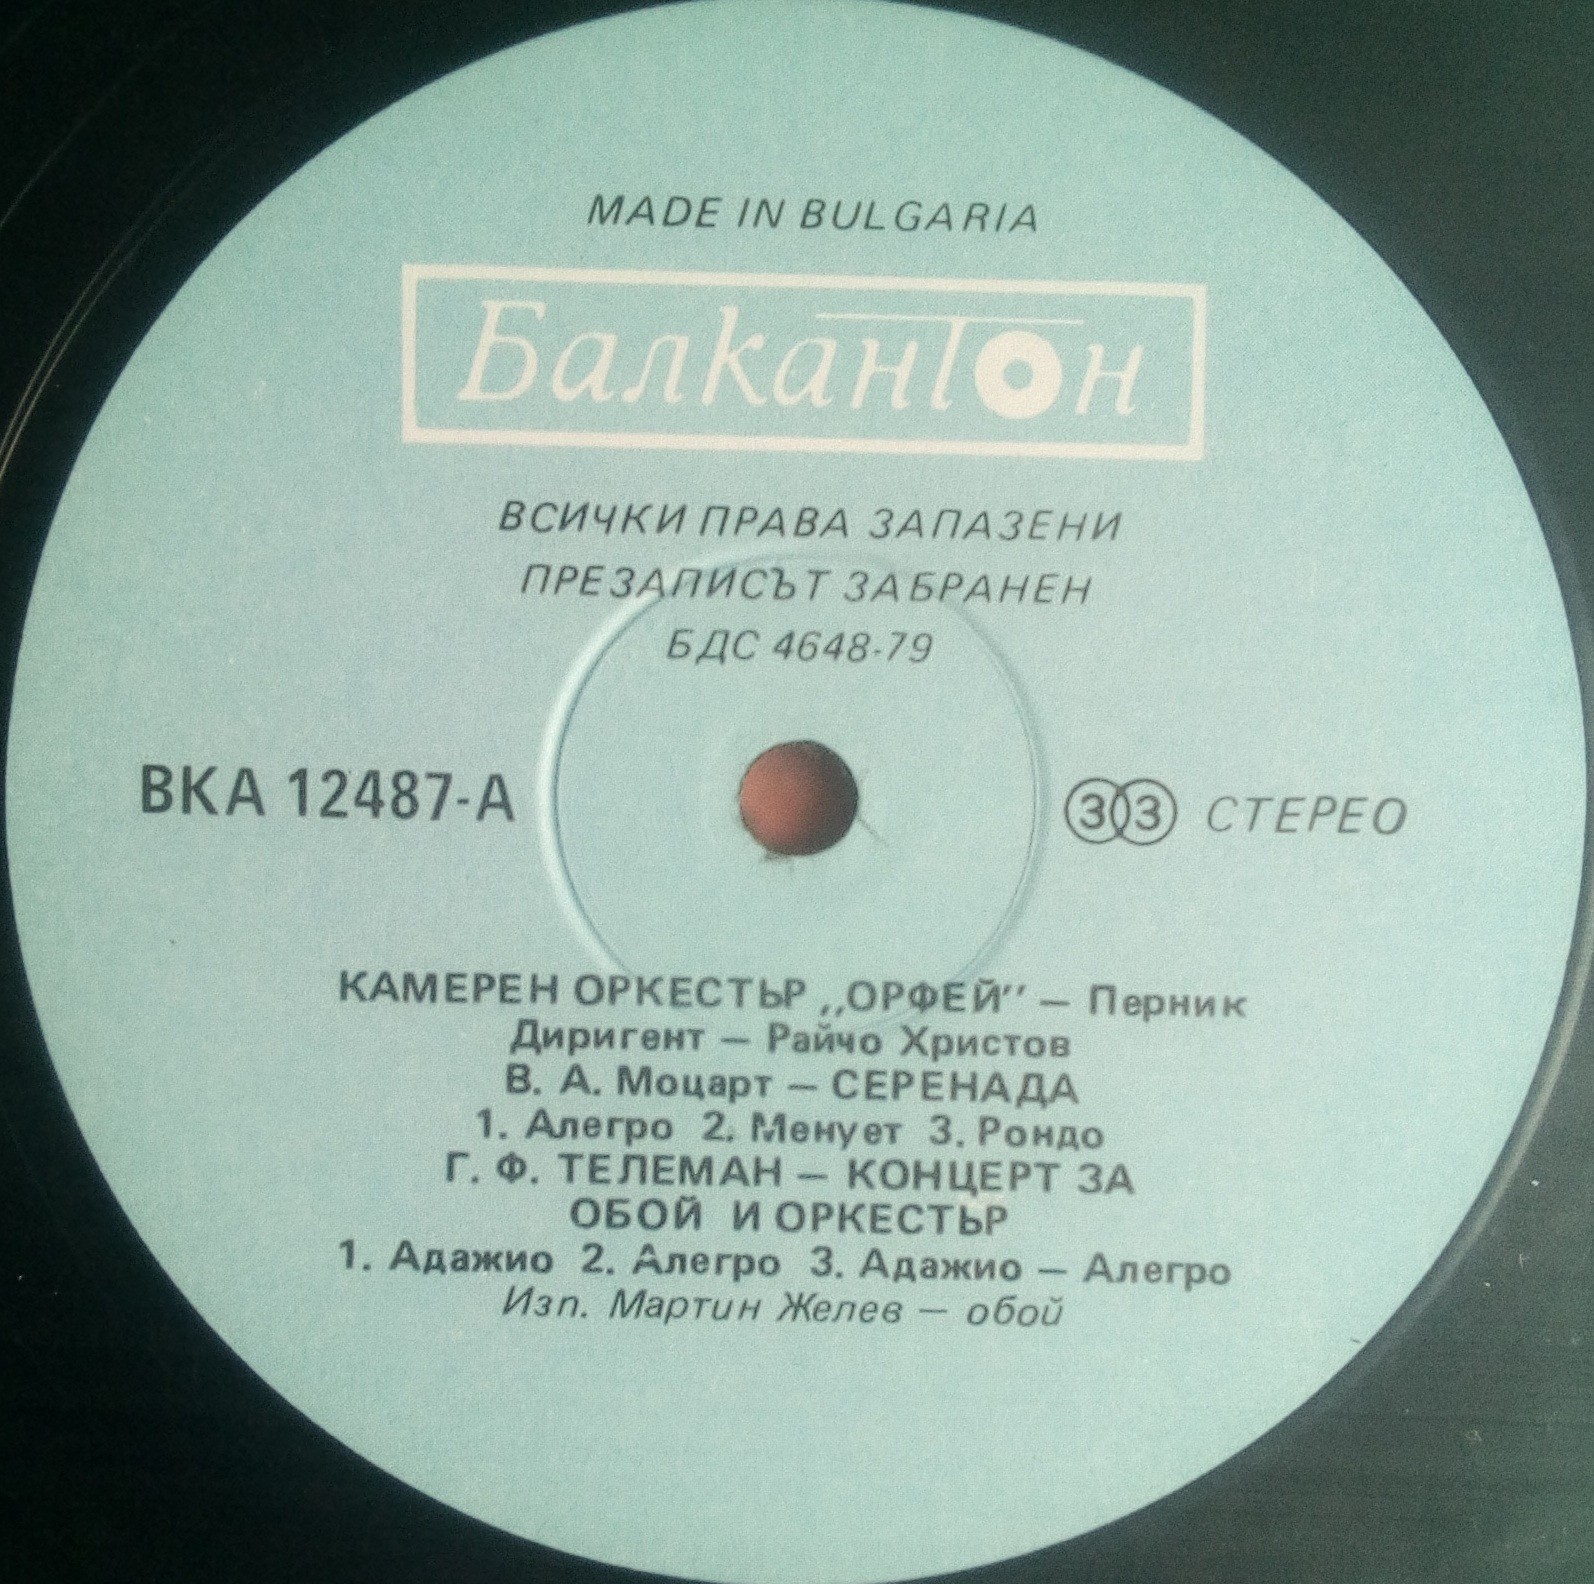 MADE IN BULGARIA
Балкантон
ВСИЧКИ ПРАВА ЗАПАЗЕНИ
ПРЕЗАПИСЪТ ЗАБРАНЕН
БДС 4648-79
ВКА 12487-А
33 СТЕРЕО
КАМЕРЕН ОРКЕСТЪР „ОРФЕЙ” — Перник
Диригент — Райчо Христов
В. А. Моцарт — СЕРЕНАДА
1. Алегро 2. Менует 3. Рондо
Г. Ф. ТЕЛЕМАН — КОНЦЕРТ ЗА
ОБОЙ И ОРКЕСТЪР
1. Адажио 2. Алегро 3. Адажио — Алегро
Изп. Мартин Желев — обой